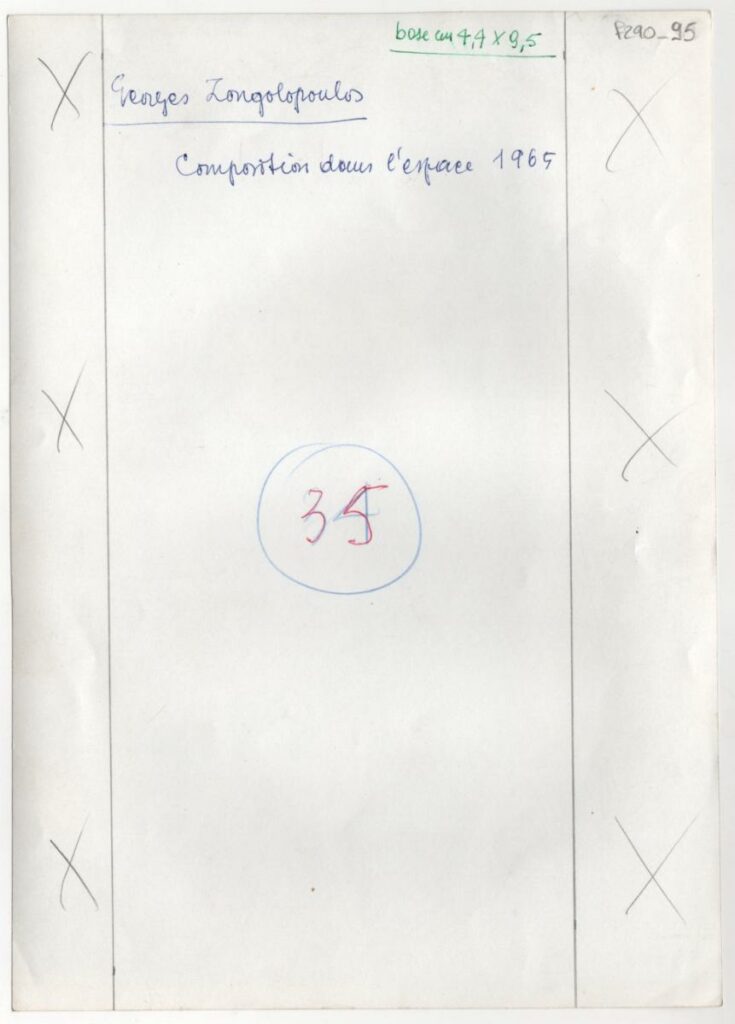 base cm 4,4 X 9,5
P290_95
Georges Zongolopoulos
Composition dans l'espace 1965
35